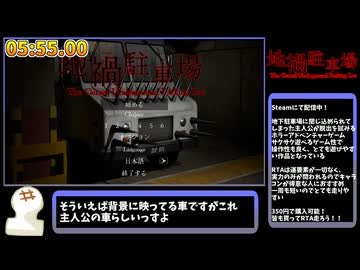 05:55.00
地禍駐車場
The Cursed Underground Parking Lot
始める
Chapter
4 5 6
Language
日本語
終了する
そういえば背景に映ってる車ですがこれ
主人公の車らしいっすよ
地禍駐車場
The Cursed Underground Parking Lot
Steamにて配信中!
地下駐車場に閉じ込められて
しまった主人公が脱出を試みる
ホラーアドベンチャーゲーム
サクサク遊べるゲーム性で
操作性も良く、とても遊びやす
い作品となっている
RTAは運要素が一切なく、
実力のみが問われるのでキャラ
コンが得意な人におすすめ
一周も短いのでとても走りや
すい
350円で購入可能!
皆も買ってRTA走ろう!!